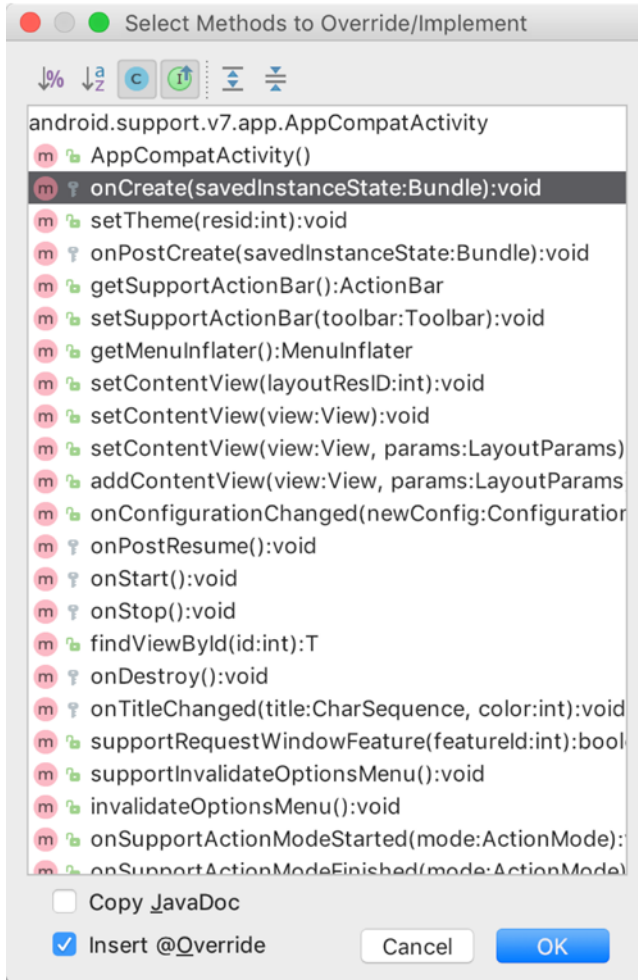 Select Methods to Override/Implement
android.support.v7.app.AppCompatActivity
m AppCompatActivity()
m onCreate(savedInstanceState:Bundle):void
m setTheme(resid:int):void
m onPostCreate(savedInstanceState:Bundle):void
m getSupportActionBar():ActionBar
m setSupportActionBar(toolbar:Toolbar):void
m getMenuInflater():MenuInflater
m setContentView(layoutResID:int):void
m setContentView(view:View):void
m setContentView(view:View, params:LayoutParams)
m addContentView(view:View, params:LayoutParams
m onConfigurationChanged(newConfig:Configuration
m onPostResume():void
m onStart():void
m onStop():void
m findViewById(id:int):T
m onDestroy():void
m onTitleChanged(title:CharSequence, color:int):void
m supportRequestWindowFeature(featureId:int):bool
m supportInvalidateOptionsMenu():void
m invalidateOptionsMenu():void
m onSupportActionModeStarted(mode:ActionMode):
m onSupportActionModeFinished(mode:ActionMode)
Copy JavaDoc
Insert @Override
Cancel OK